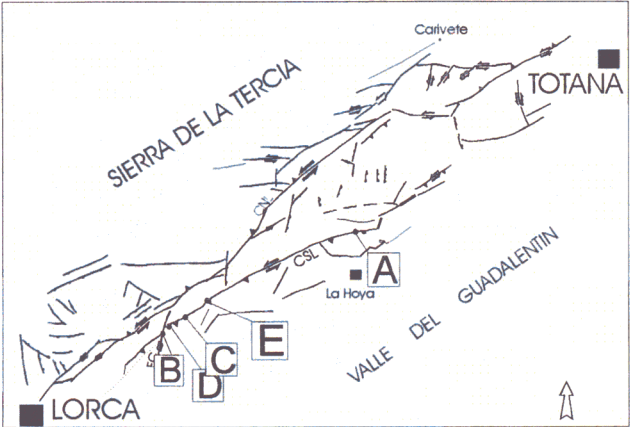 Carivete
TOTANA
SIERRA DE LA TERCIA
CSL
A
La Hoya
VALLE DEL GUADALENTIN
E
C
B
D
LORCA